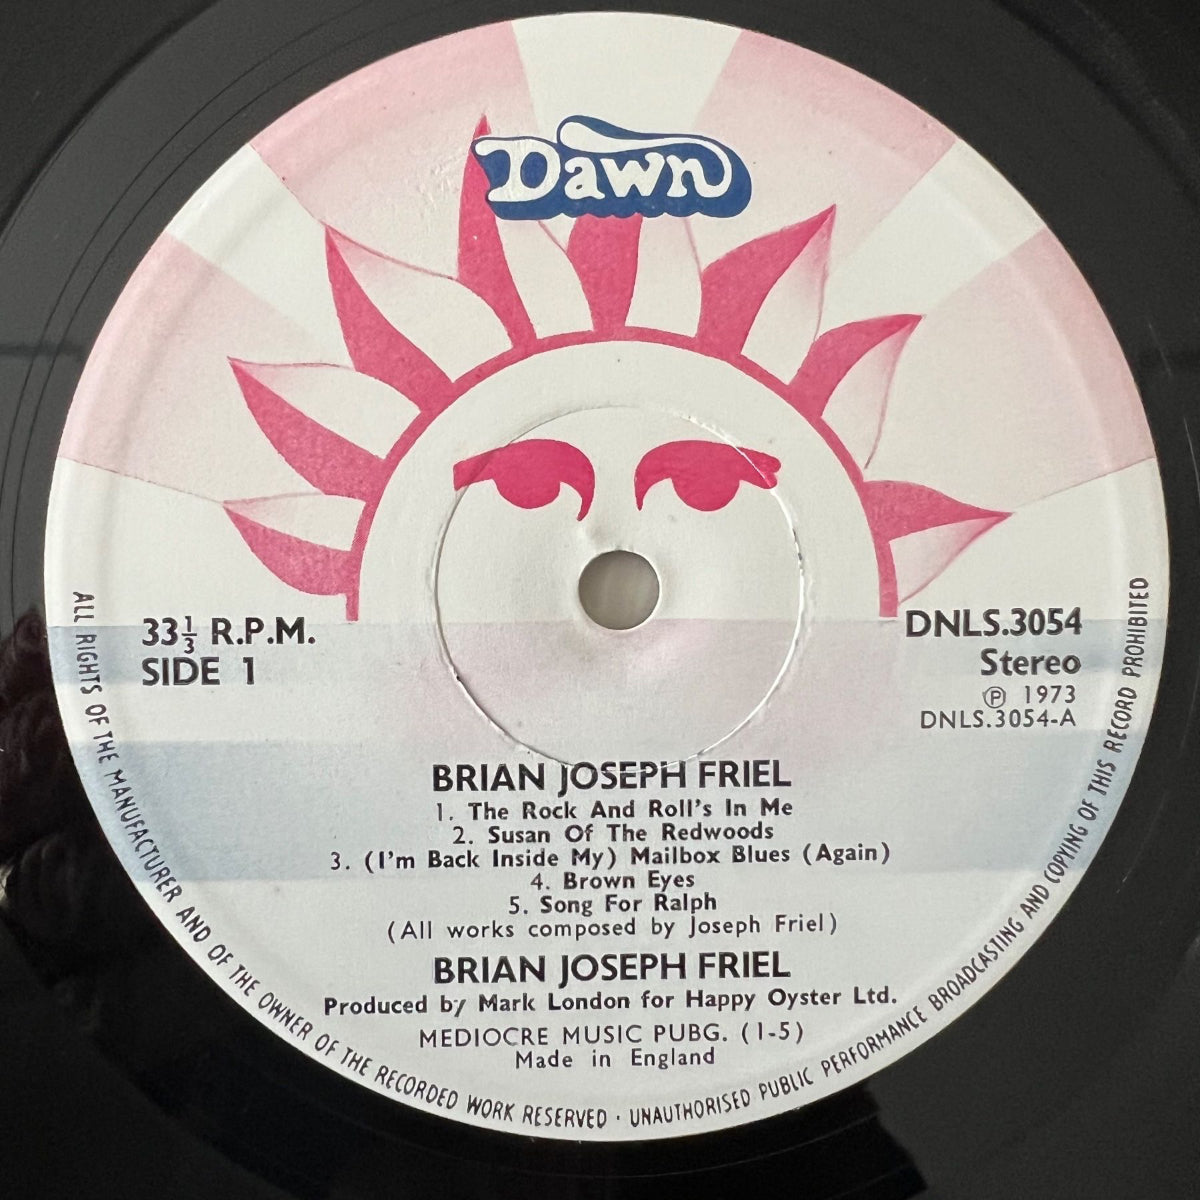 Dawn
33⅓ R.P.M.
SIDE 1
DNLS.3054
Stereo
℗ 1973
DNLS.3054-A
BRIAN JOSEPH FRIEL
1. The Rock And Roll's In Me
2. Susan Of The Redwoods
3. (I'm Back Inside My) Mailbox Blues (Again)
4. Brown Eyes
5. Song For Ralph
(All works composed by Joseph Friel)
BRIAN JOSEPH FRIEL
Produced by Mark London for Happy Oyster Ltd.
MEDIOCRE MUSIC PUBG. (1-5)
Made in England
ALL RIGHTS OF THE MANUFACTURER AND OF THE OWNER OF THE RECORDED WORK RESERVED · UNAUTHORISED PUBLIC PERFORMANCE BROADCASTING AND COPYING OF THIS RECORD PROHIBITED